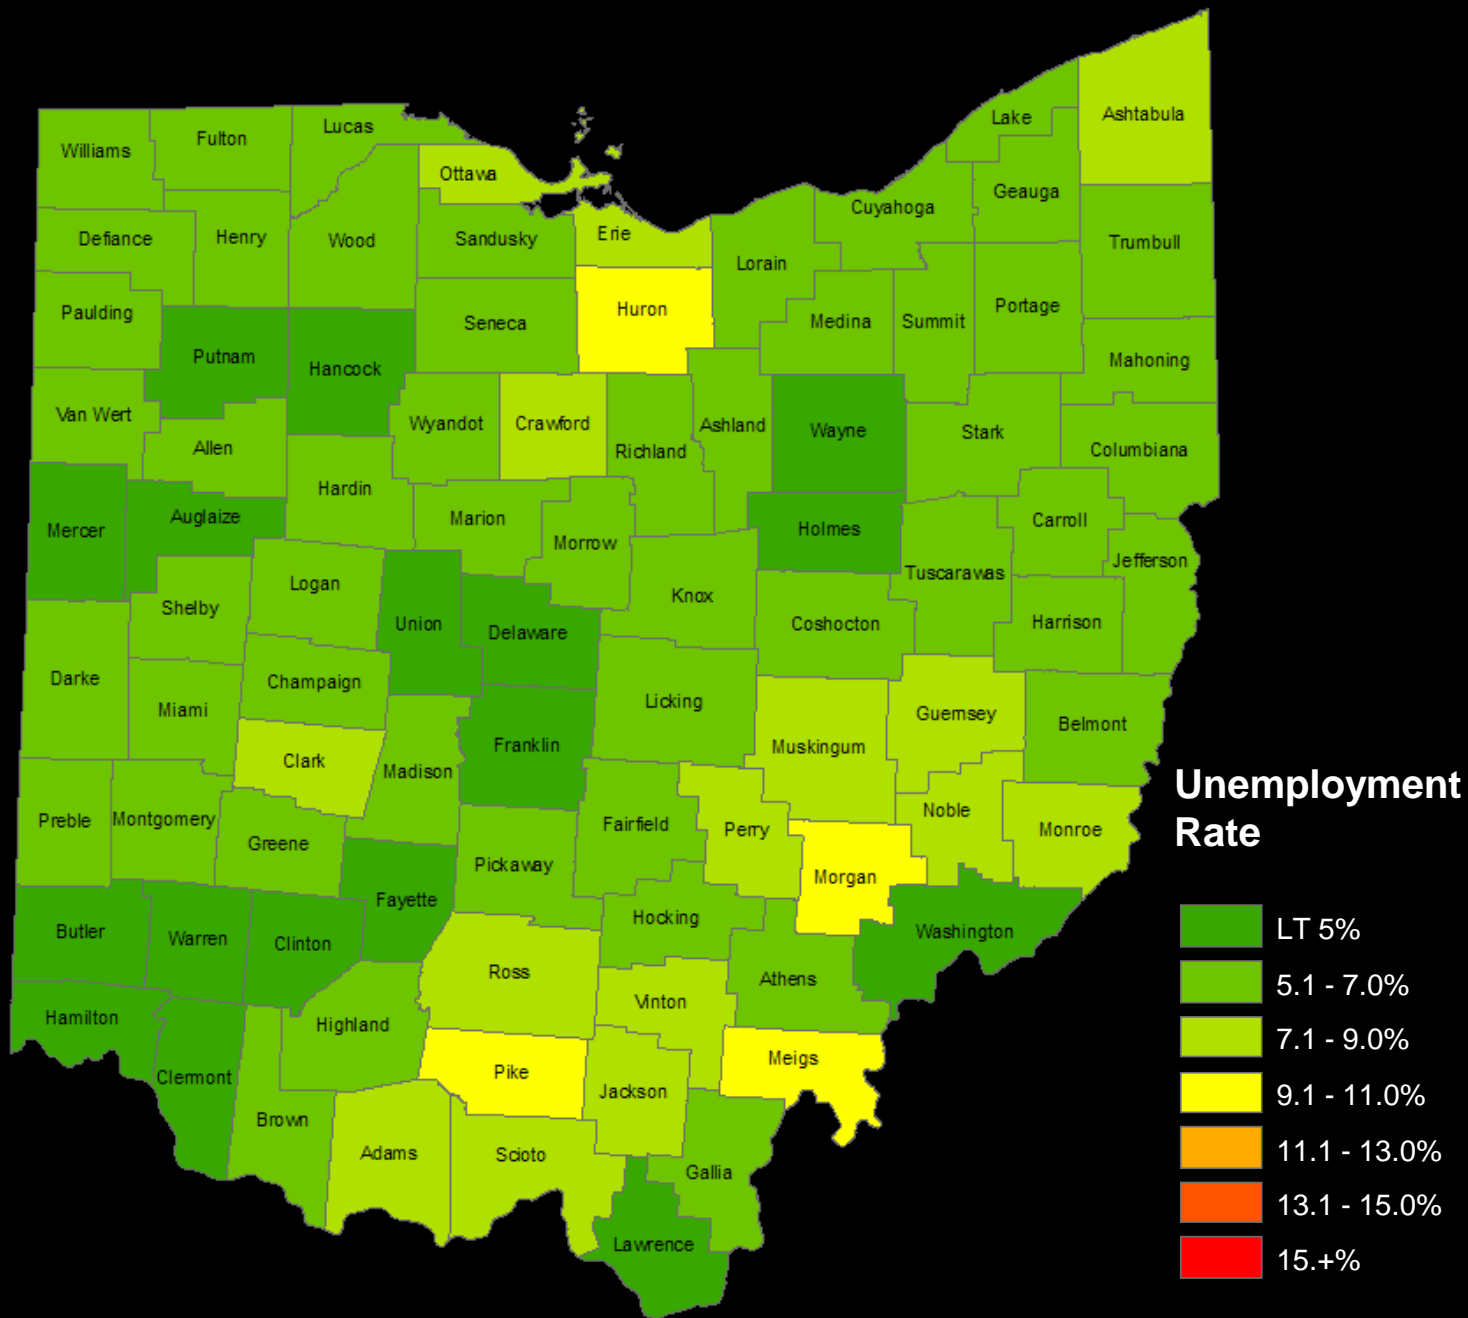 Lake
Ashtabula
Lucas
Fulton
Williams
Ottawa
Geauga
Cuyahoga
Erie
Henry
Defiance
Wood
Sandusky
Trumbull
Lorain
Portage
Huron
Paulding
Seneca
Medina
Summit
Putnam
Hancock
Mahoning
Van Wert
Wyandot
Crawford
Ashland
Wayne
Stark
Allen
Richland
Columbiana
Hardin
Auglaize
Marion
Carroll
Mercer
Holmes
Morrow
Jefferson
Tuscarawas
Logan
Knox
Shelby
Union
Delaware
Coshocton
Harrison
Darke
Champaign
Licking
Miami
Guernsey
Belmont
Franklin
Muskingum
Clark
Madison
Noble
Preble
Montgomery
Fairfield
Perry
Monroe
Greene
Pickaway
Morgan
Fayette
Hocking
Butler
Warren
Clinton
Washington
Ross
Athens
Vinton
Hamilton
Highland
Meigs
Clermont
Pike
Jackson
Brown
Adams
Scioto
Gallia
Lawrence
Unemployment
Rate
LT 5%
5.1 - 7.0%
7.1 - 9.0%
9.1 - 11.0%
11.1 - 13.0%
13.1 - 15.0%
15.+%